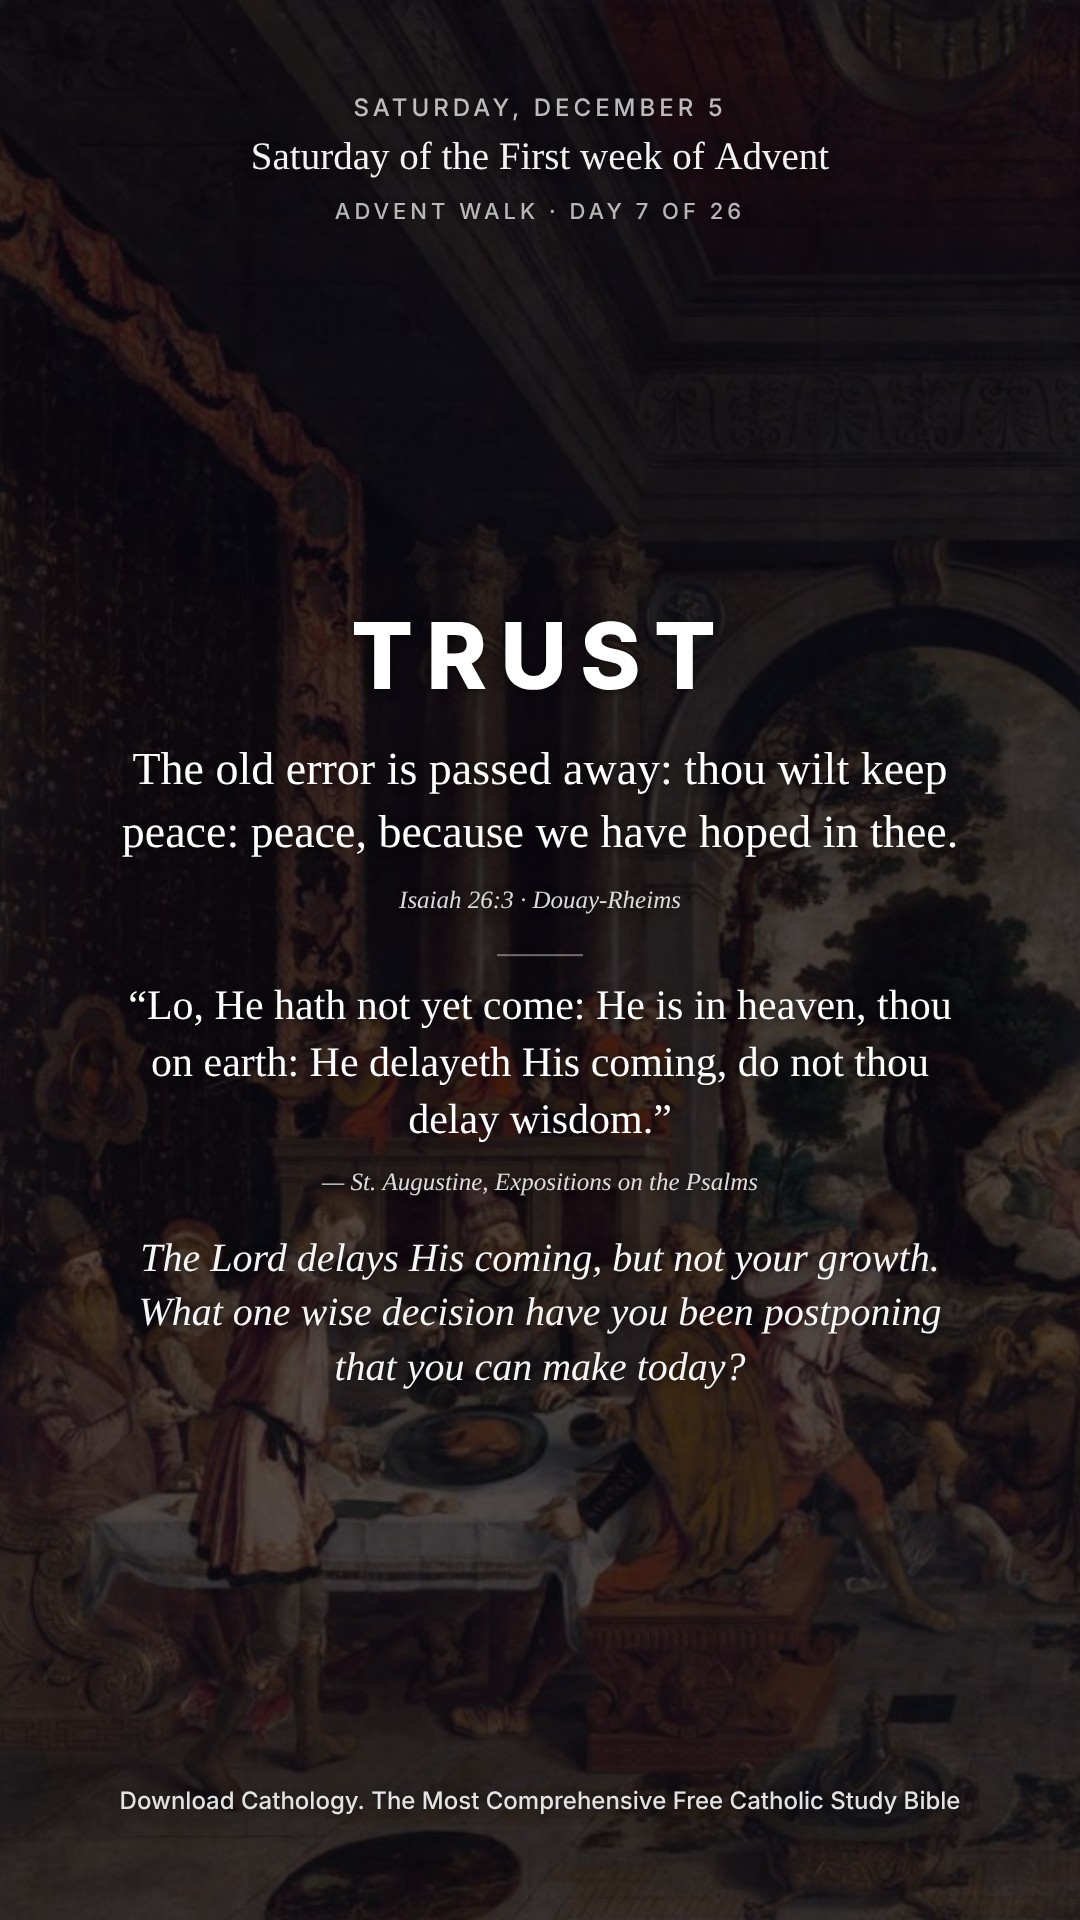 SATURDAY, DECEMBER 5
Saturday of the First week of Advent
ADVENT WALK · DAY 7 OF 26
TRUST
The old error is passed away: thou wilt keep
peace: peace, because we have hoped in thee.
Isaiah 26:3 · Douay-Rheims
“Lo, He hath not yet come: He is in heaven, thou
on earth: He delayeth His coming, do not thou
delay wisdom.”
— St. Augustine, Expositions on the Psalms
The Lord delays His coming, but not your growth.
What one wise decision have you been postponing
that you can make today?
Download Cathology. The Most Comprehensive Free Catholic Study Bible